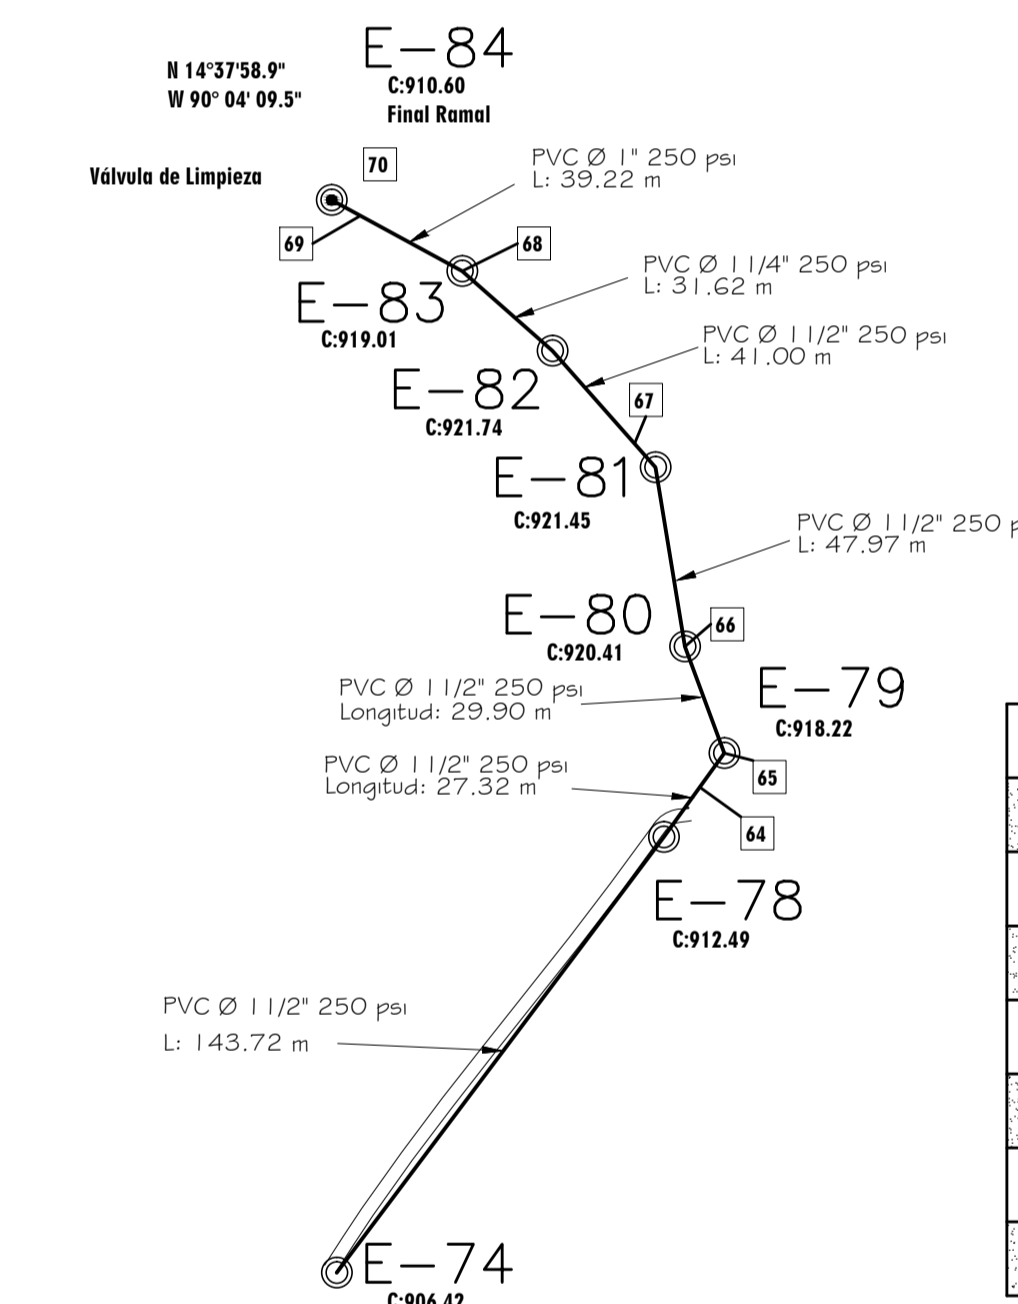 E-84
C:910.60
Final Ramal
N 14°37'58.9"
W 90° 04' 09.5"
Válvula de Limpieza
70
PVC Ø 1" 250 psi
L: 39.22 m
69
68
PVC Ø 1 1/4" 250 psi
L: 31.62 m
E-83
C:919.01
PVC Ø 1 1/2" 250 psi
L: 41.00 m
E-82
C:921.74
67
E-81
C:921.45
PVC Ø 1 1/2" 250
L: 47.97 m
E-80
C:920.41
66
E-79
C:918.22
PVC Ø 1 1/2" 250 psi
Longitud: 29.90 m
PVC Ø 1 1/2" 250 psi
Longitud: 27.32 m
65
64
E-78
C:912.49
PVC Ø 1 1/2" 250 psi
L: 143.72 m
E-74
C:906.42